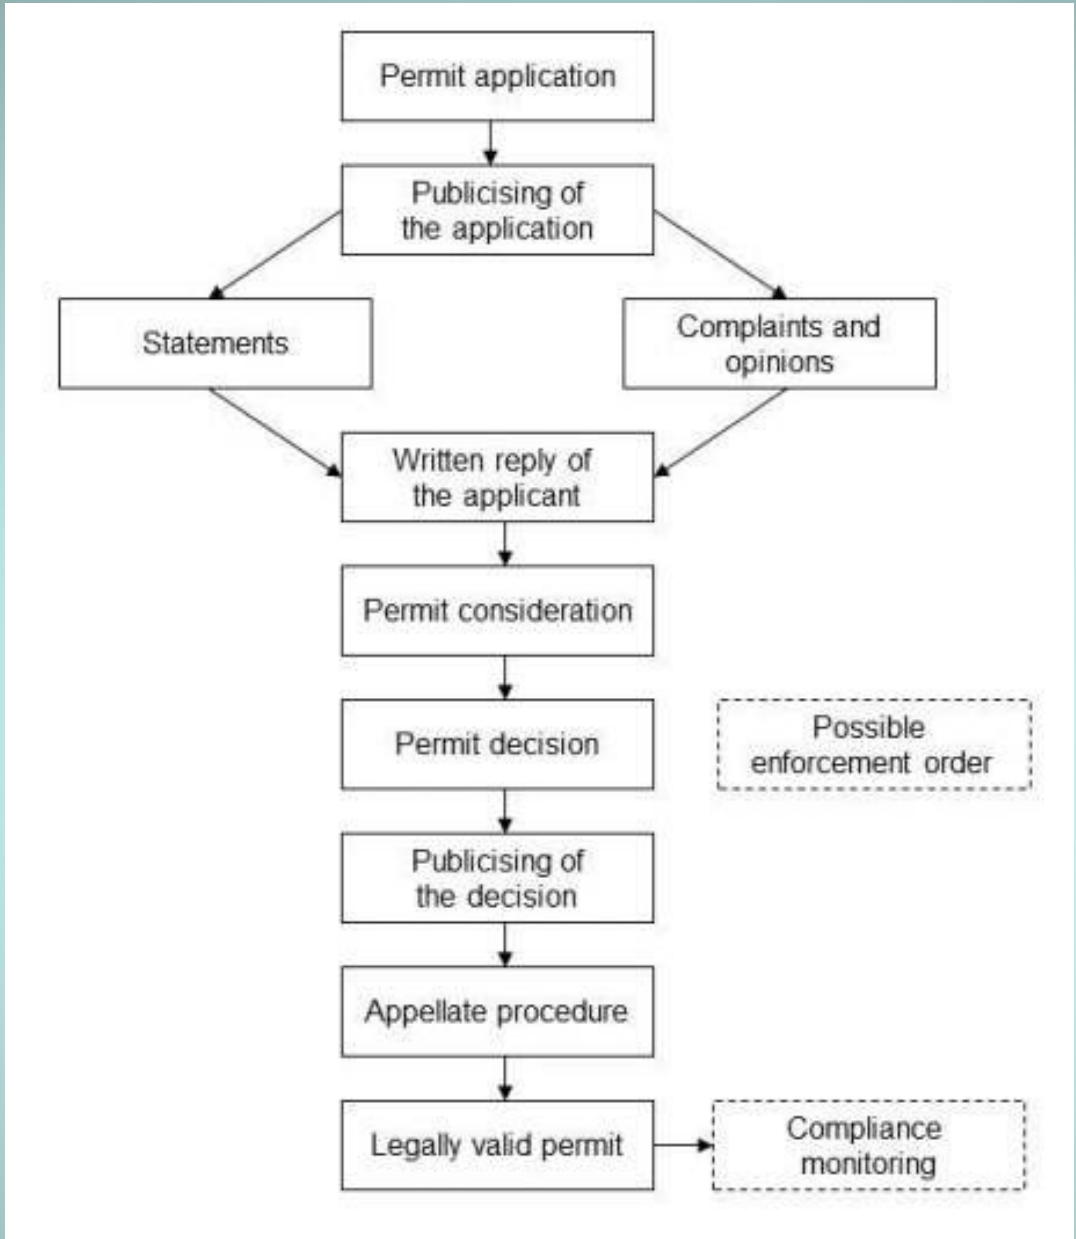 Permit application
Publicising of
the application
Statements
Complaints and
opinions
Written reply of
the applicant
Permit consideration
Permit decision
Possible
enforcement order
Publicising of
the decision
Appellate procedure
Legally valid permit
Compliance
monitoring